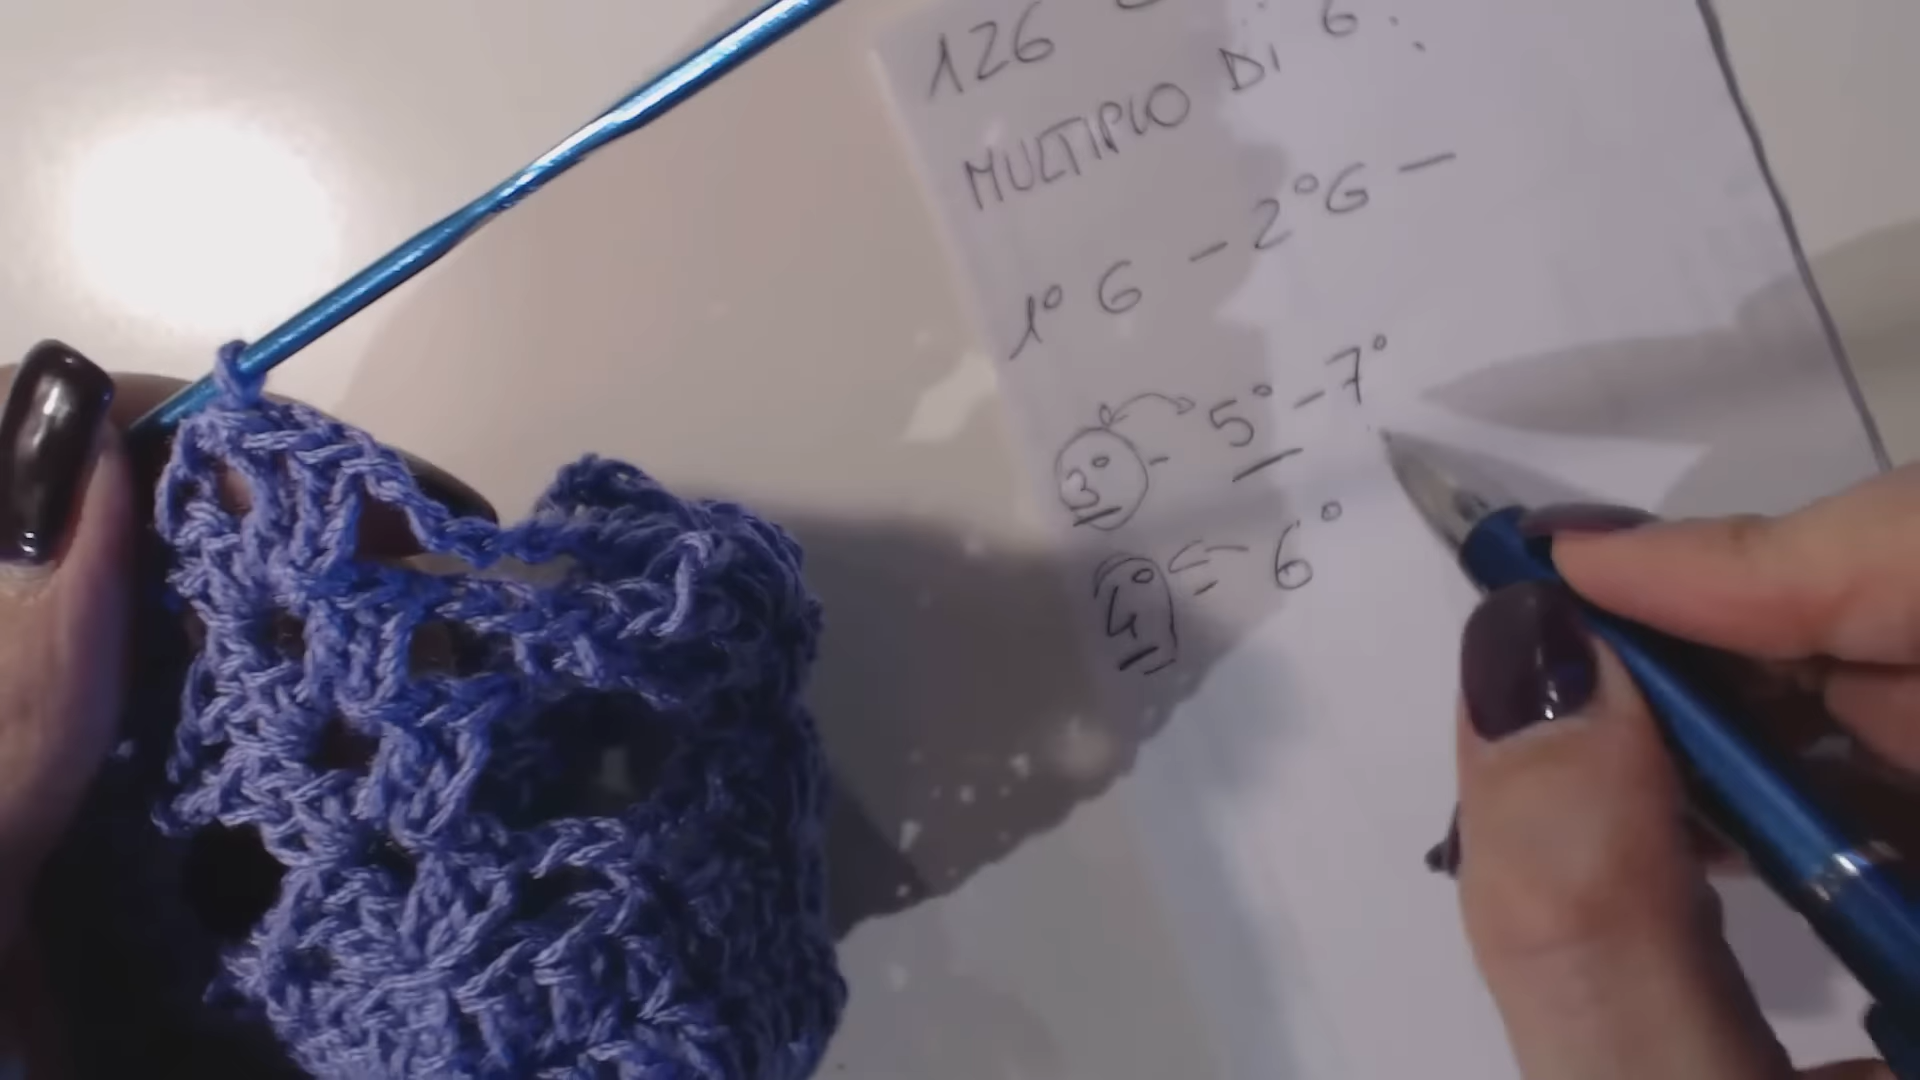 126
MULTIPLO DI 6.
1° G - 2° G -
3° - 5° - 7°
4° = 6°